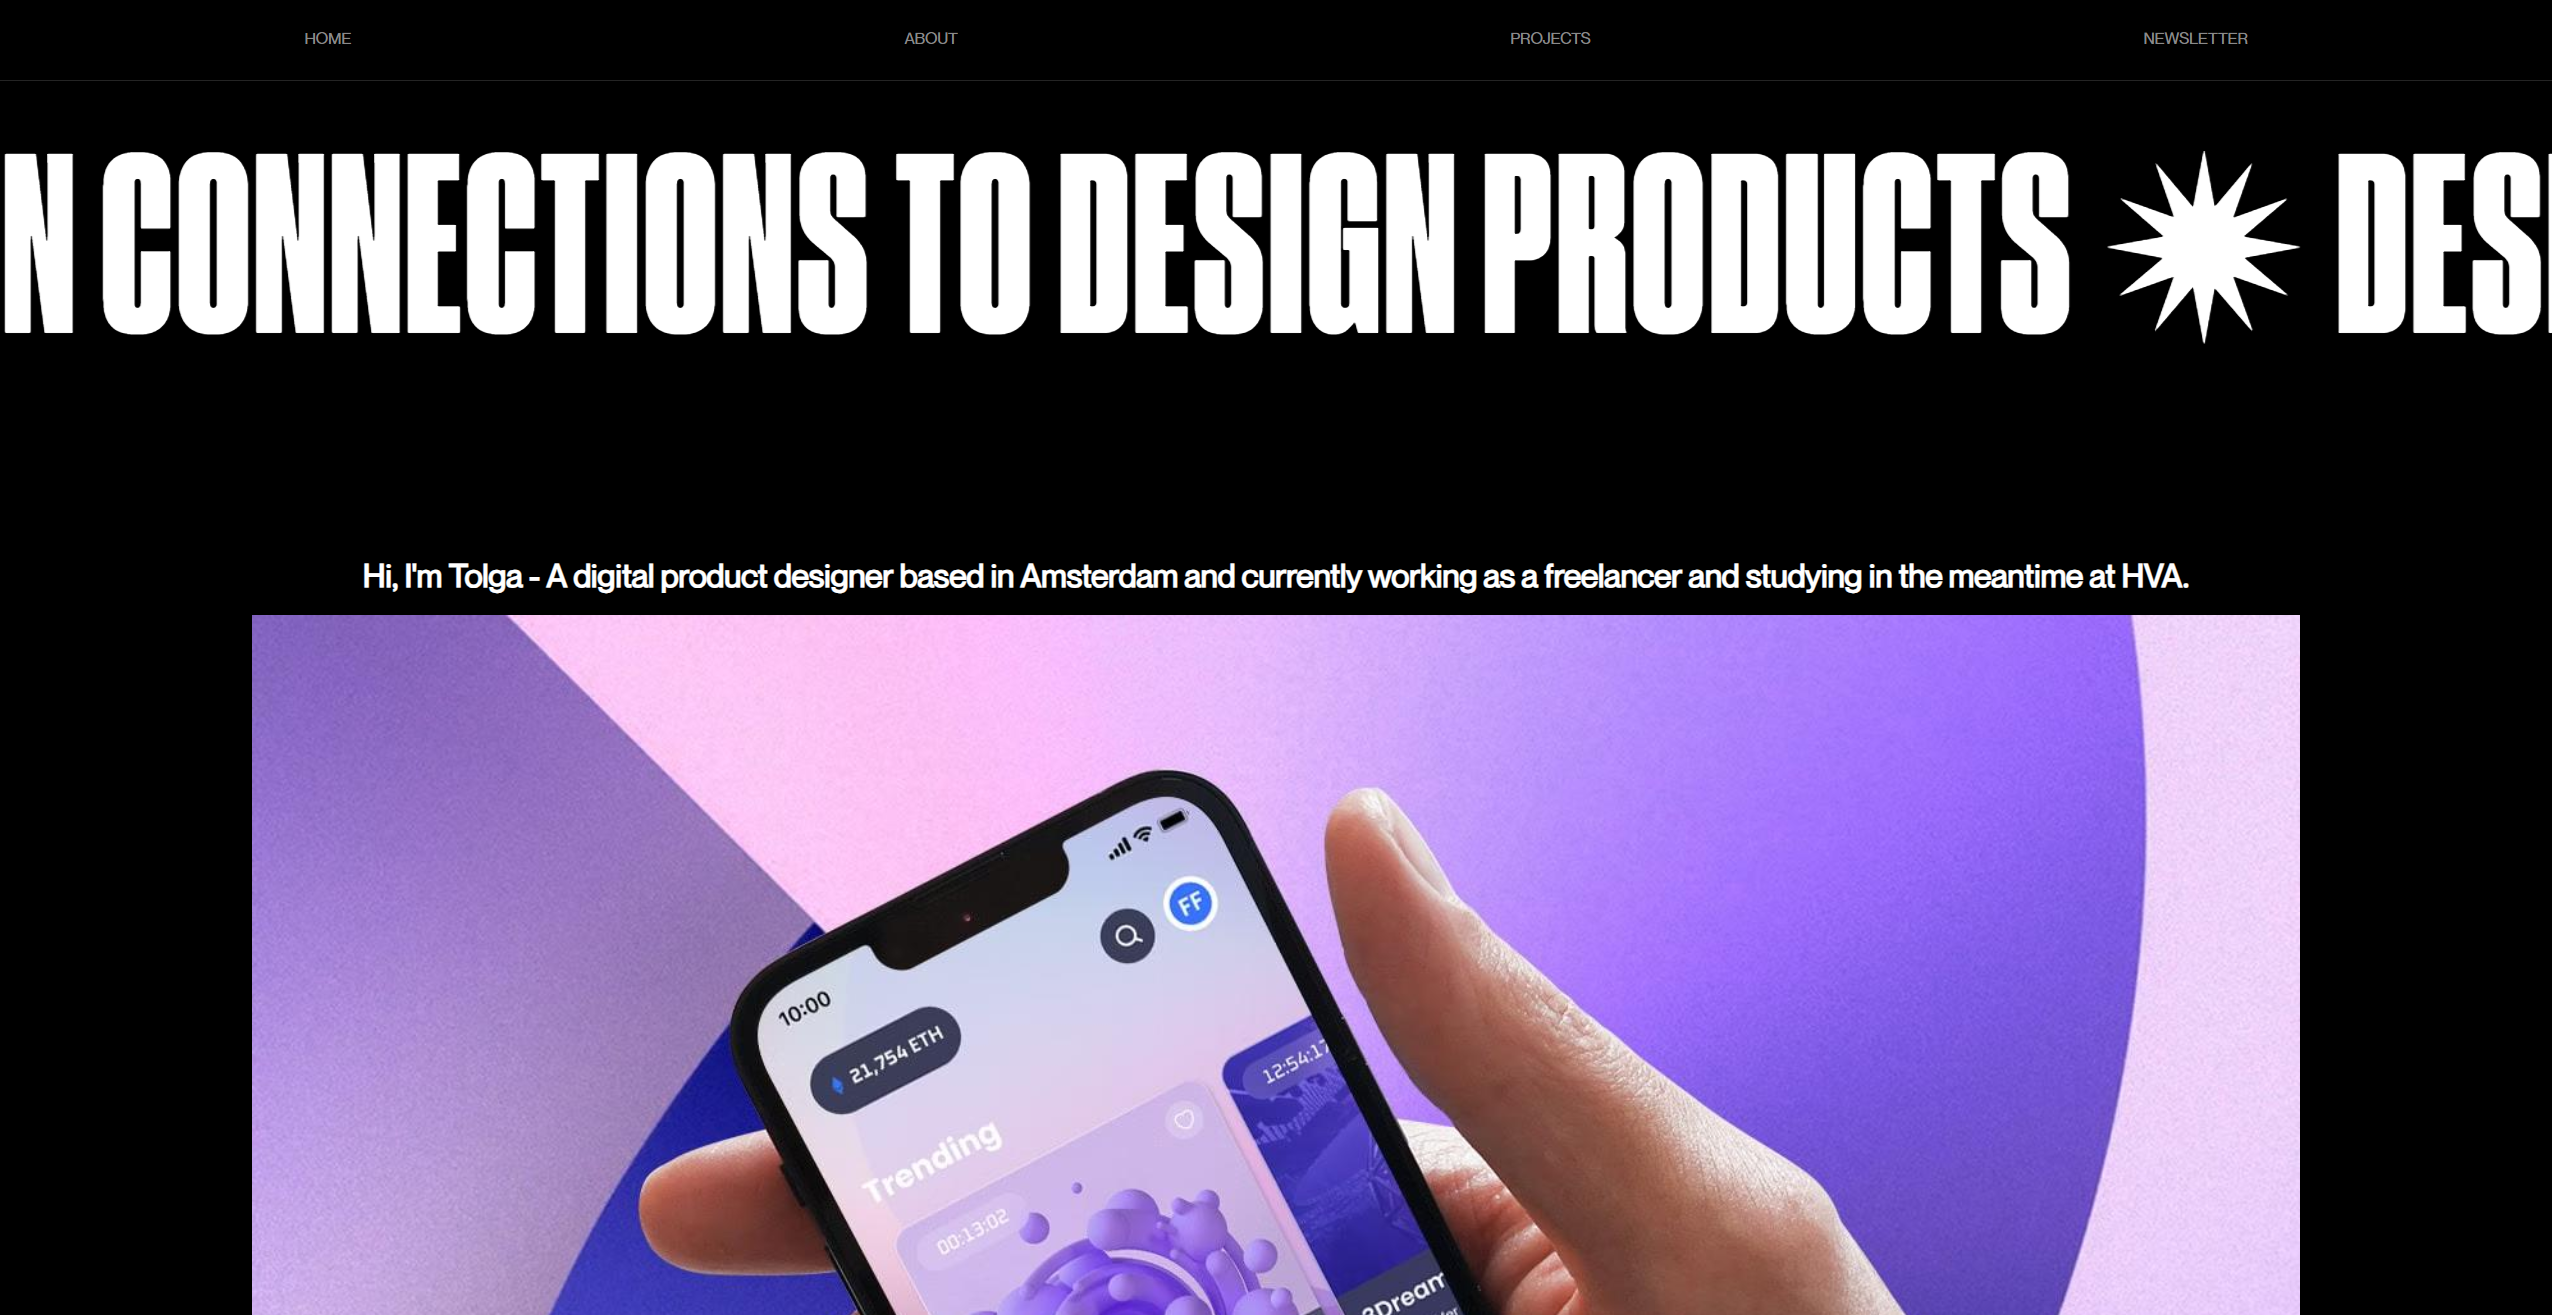 HOME ABOUT PROJECTS NEWSLETTER
N CONNECTIONS TO DESIGN PRODUCTS DES
Hi, I'm Tolga - A digital product designer based in Amsterdam and currently working as a freelancer and studying in the meantime at HVA.
10:00
FF
21,754 ETH
12:54:17
Trending
00:13:02
3Dream